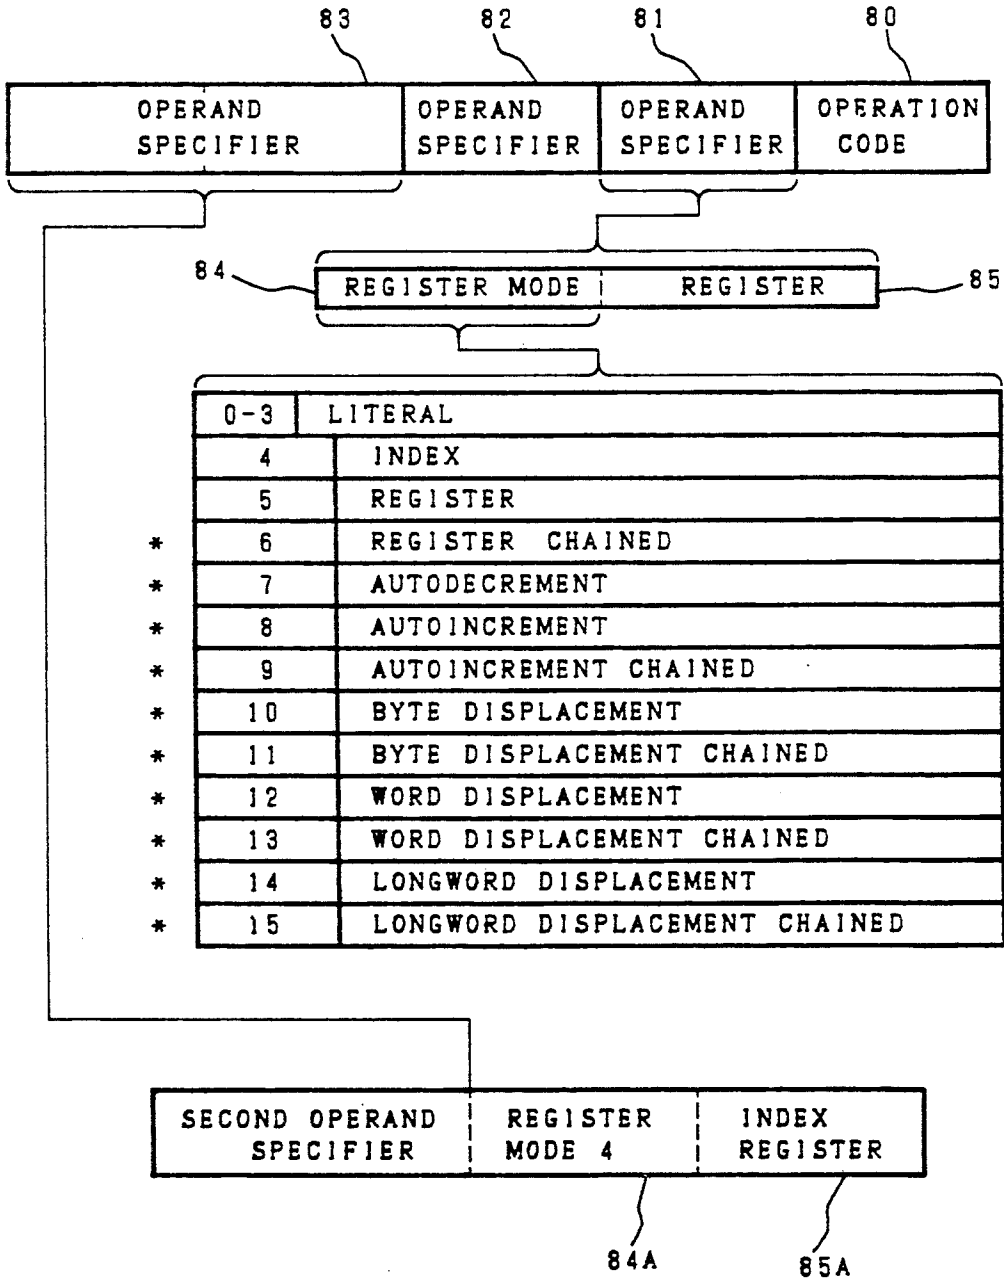 83 82 81 80
OPERAND SPECIFIER
OPERAND SPECIFIER
OPERAND SPECIFIER
OPERATION CODE
84 REGISTER MODE REGISTER 85
0-3 LITERAL
4 INDEX
5 REGISTER
* 6 REGISTER CHAINED
* 7 AUTODECREMENT
* 8 AUTOINCREMENT
* 9 AUTOINCREMENT CHAINED
* 10 BYTE DISPLACEMENT
* 11 BYTE DISPLACEMENT CHAINED
* 12 WORD DISPLACEMENT
* 13 WORD DISPLACEMENT CHAINED
* 14 LONGWORD DISPLACEMENT
* 15 LONGWORD DISPLACEMENT CHAINED
SECOND OPERAND SPECIFIER
REGISTER MODE 4
INDEX REGISTER
84A 85A